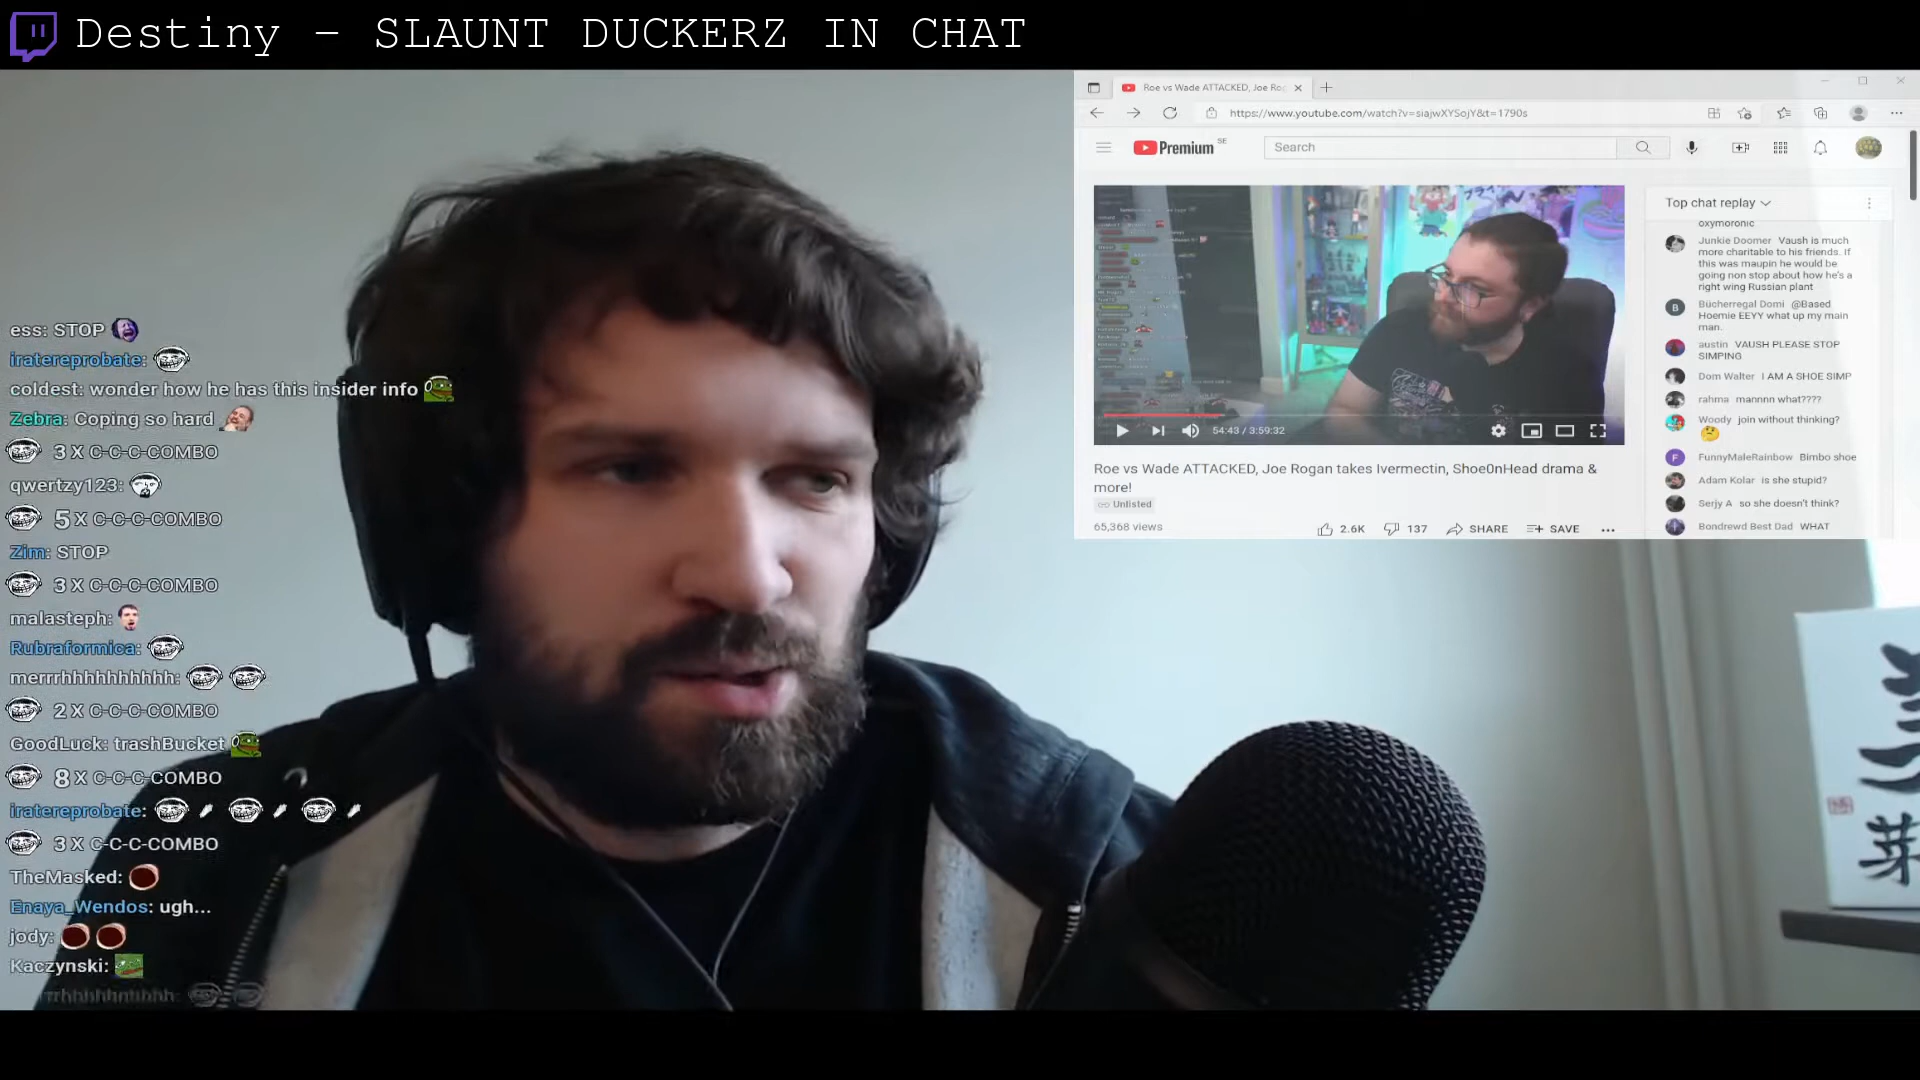 Destiny - SLAUNT DUCKERZ IN CHAT
Roe vs Wade ATTACKED, Joe Ro
https://www.youtube.com/watch?v=siajwXYSojY&t=1790s
Premium SE
Search
Top chat replay
oxymoronic
Junkie Doomer Vaush is much
more charitable to his friends. If
this was maupin he would be
going non stop about how he's a
right wing Russian plant
B
Bücherregal Domi @Based
Hoemie EEYY what up my main
man.
austin VAUSH PLEASE STOP
SIMPING
Dom Walter I AM A SHOE SIMP
rahma mannnn what????
Woody join without thinking?
F
FunnyMaleRainbow Bimbo shoe
Adam Kolar is she stupid?
Serjy A so she doesn't think?
Bondrewd Best Dad WHAT
54:43 / 3:59:32
Roe vs Wade ATTACKED, Joe Rogan takes Ivermectin, Shoe0nHead drama &
more!
Unlisted
65,368 views
2.6K
137
SHARE
SAVE
ess: STOP
iratereprobate:
coldest: wonder how he has this insider info
Zebra: Coping so hard
3 X C-C-C-COMBO
qwertzy123:
5 X C-C-C-COMBO
Zim: STOP
3 X C-C-C-COMBO
malasteph:
Rubraformica:
merrrhhhhhhhhhh:
2 X C-C-C-COMBO
GoodLuck: trashBucket
8 X C-C-C-COMBO
iratereprobate:
3 X C-C-C-COMBO
TheMasked:
Enaya_Wendos: ugh...
jody:
Kaczynski: